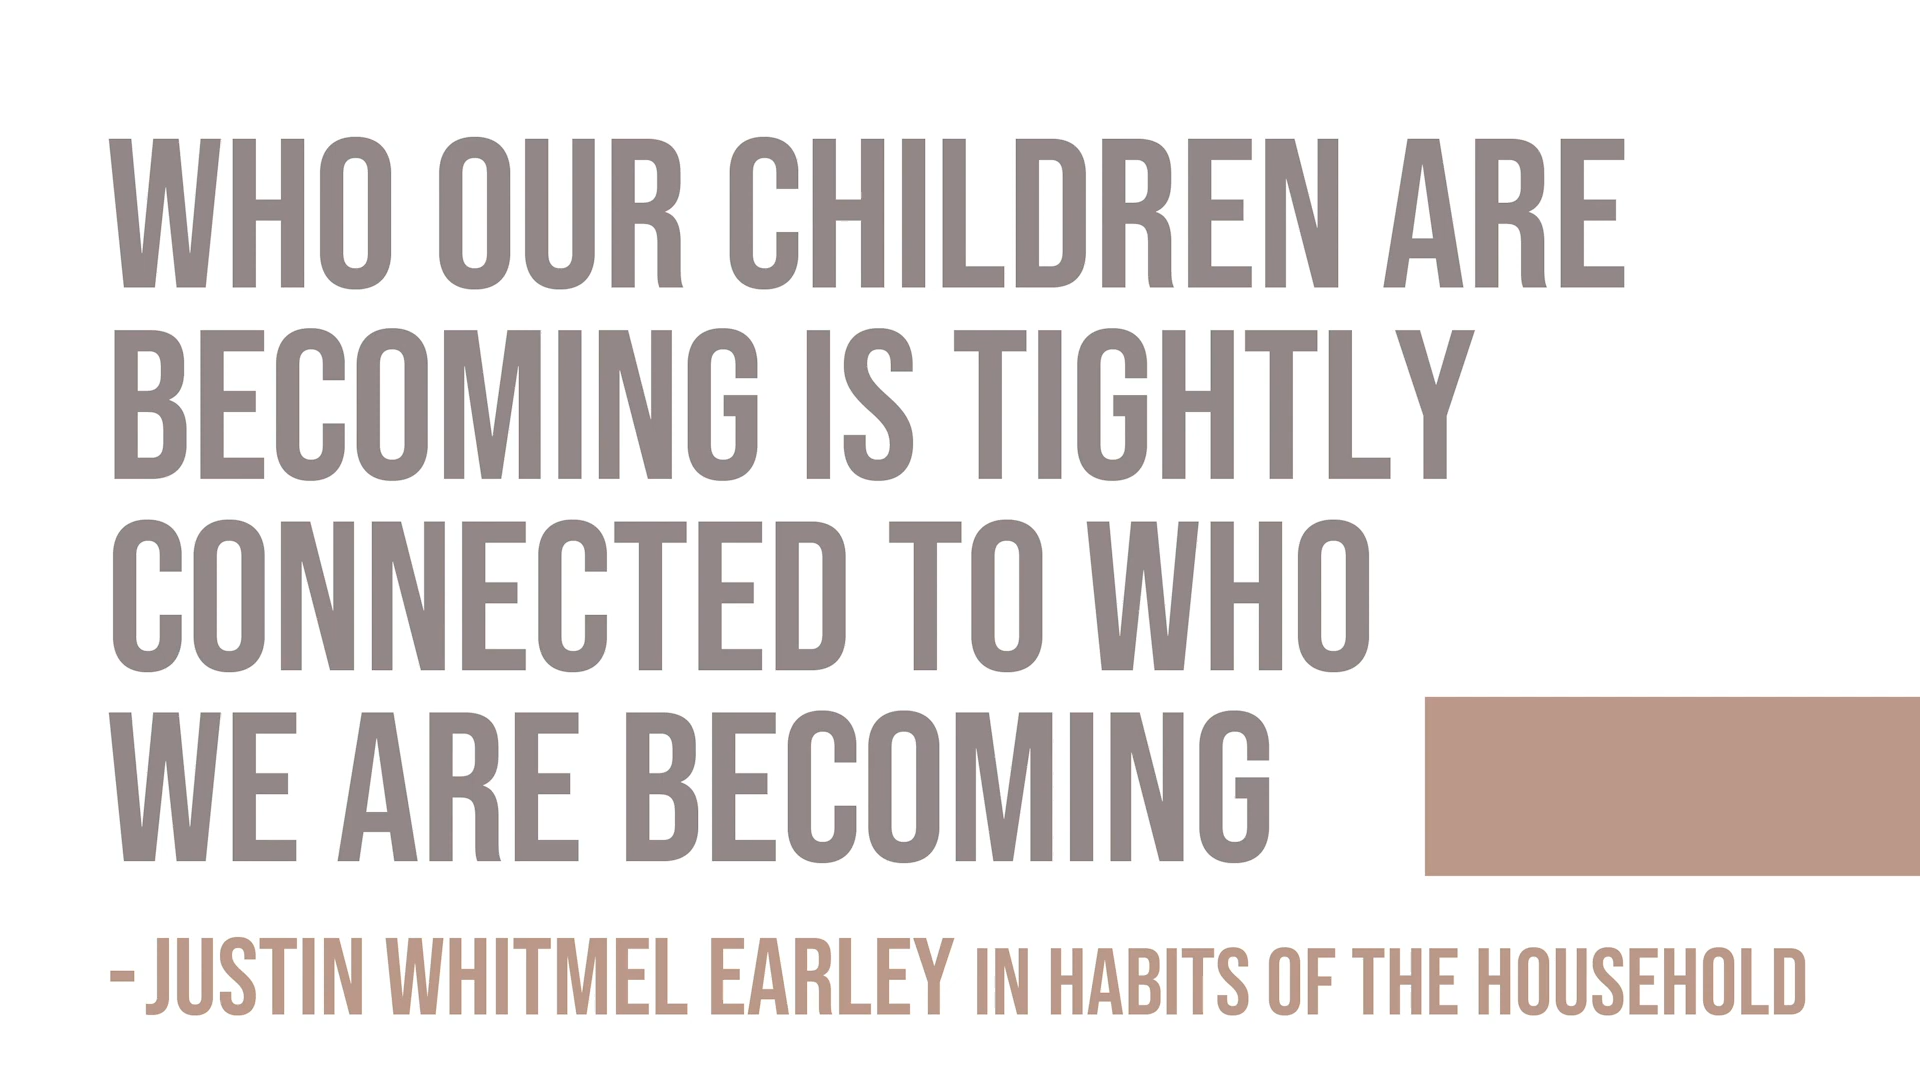 WHO OUR CHILDREN ARE
BECOMING IS TIGHTLY
CONNECTED TO WHO
WE ARE BECOMING
-JUSTIN WHITMEL EARLEY IN HABITS OF THE HOUSEHOLD